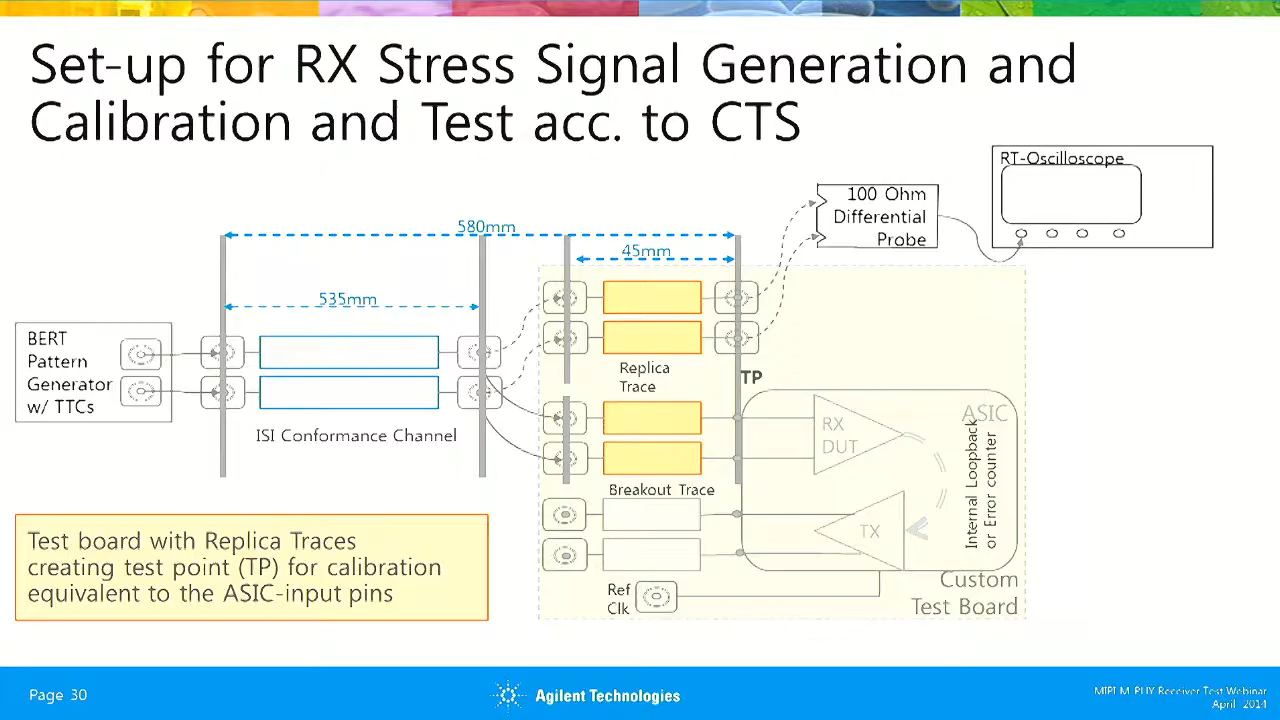 Set-up for RX Stress Signal Generation and
Calibration and Test acc. to CTS
RT-Oscilloscope
100 Ohm
Differential
Probe
580mm
45mm
535mm
BERT
Pattern
Generator
w/ TTCs
Replica
Trace
TP
ISI Conformance Channel
RX
DUT
ASIC
Internal Loopback
or Error counter
Breakout Trace
TX
Ref
Clk
Custom
Test Board
Test board with Replica Traces
creating test point (TP) for calibration
equivalent to the ASIC-input pins
Page 30
Agilent Technologies
MIPI M-PHY Receiver Test Webinar
April 2014